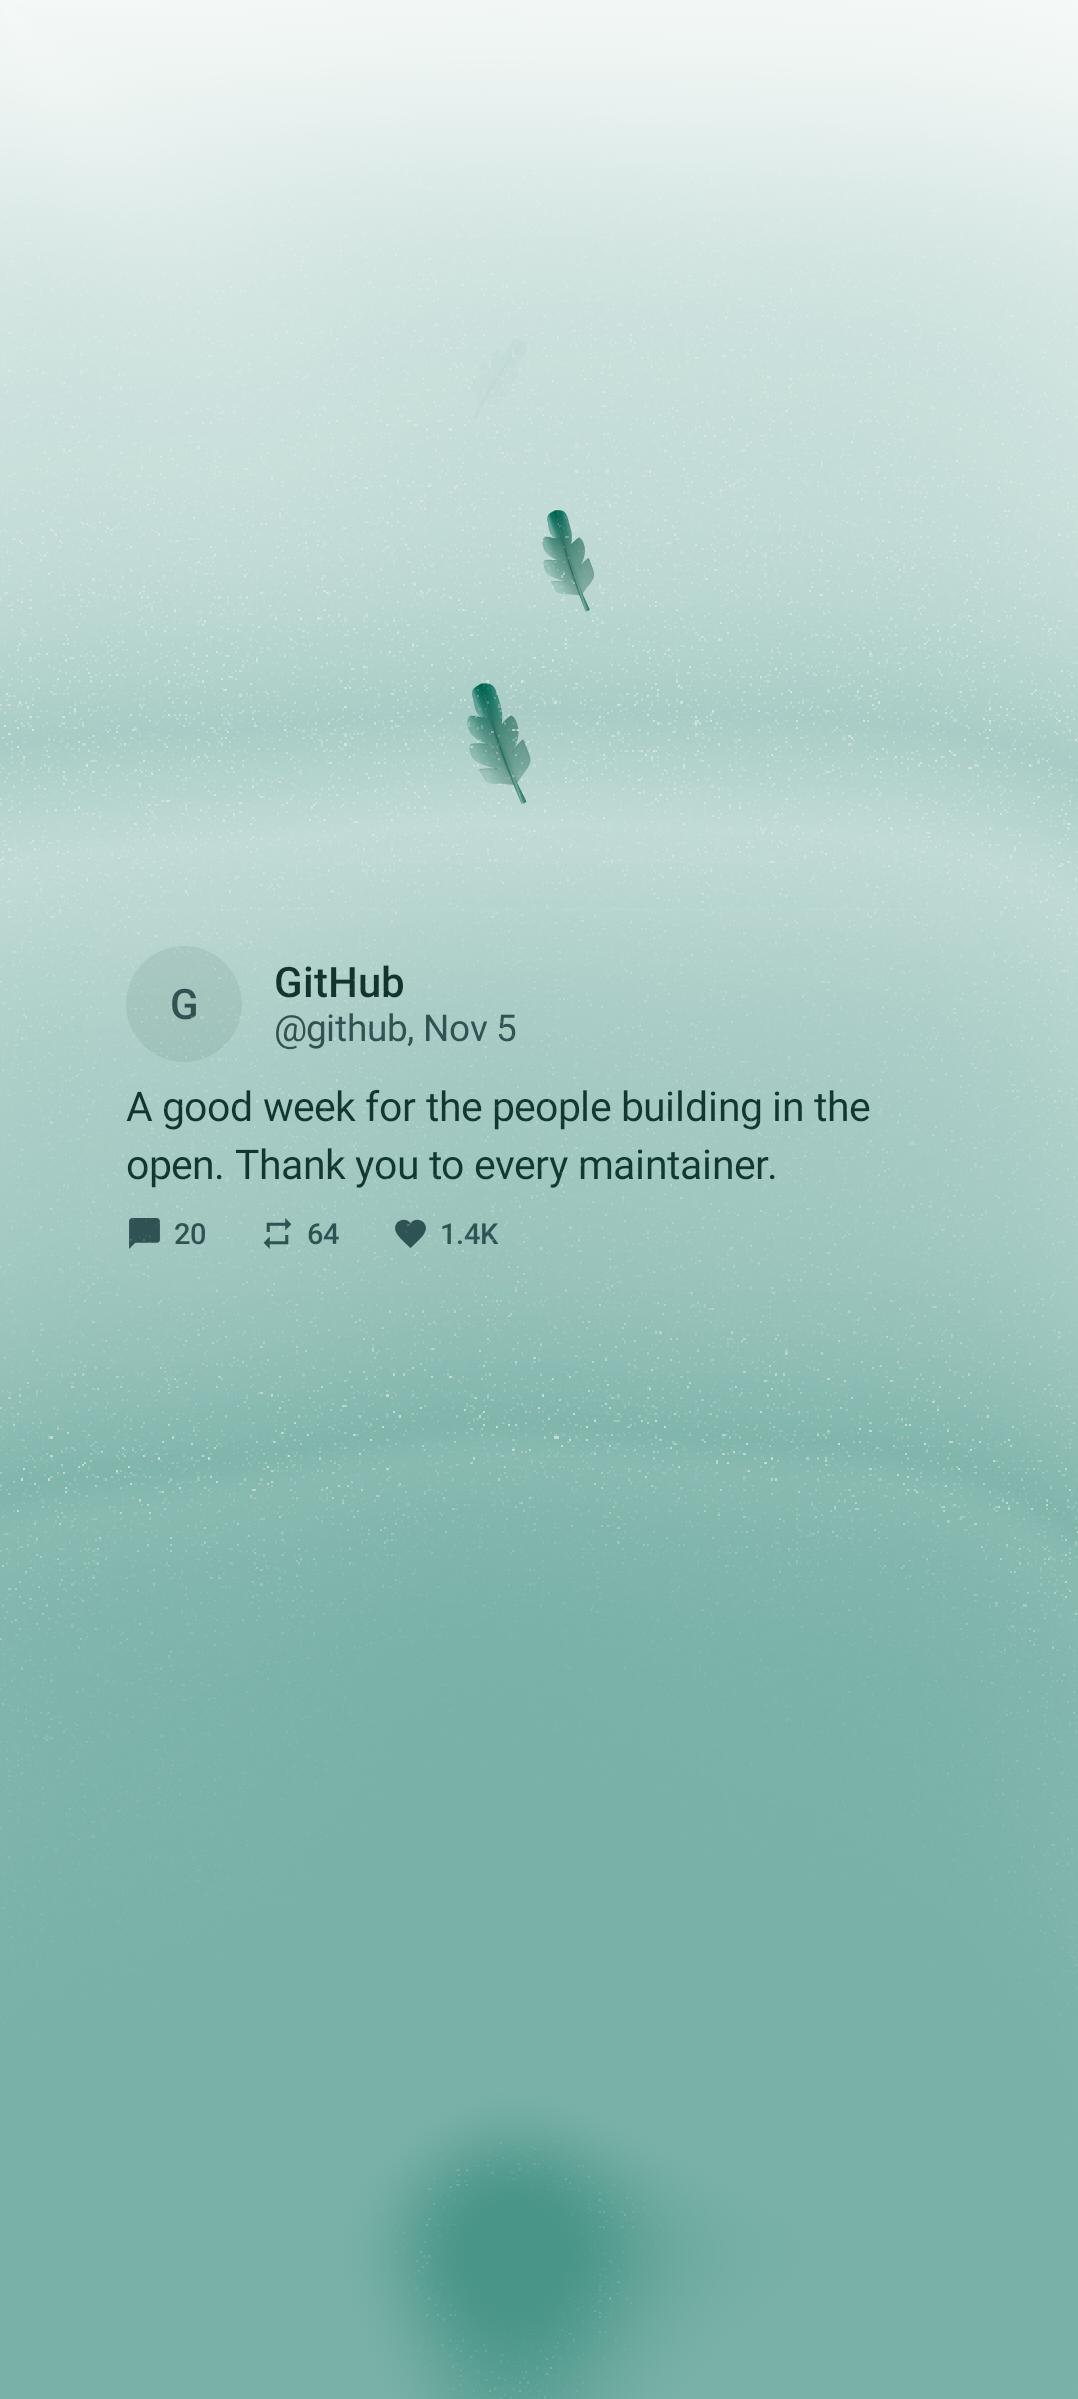 G
GitHub
@github, Nov 5
A good week for the people building in the
open. Thank you to every maintainer.
20 64 1.4K